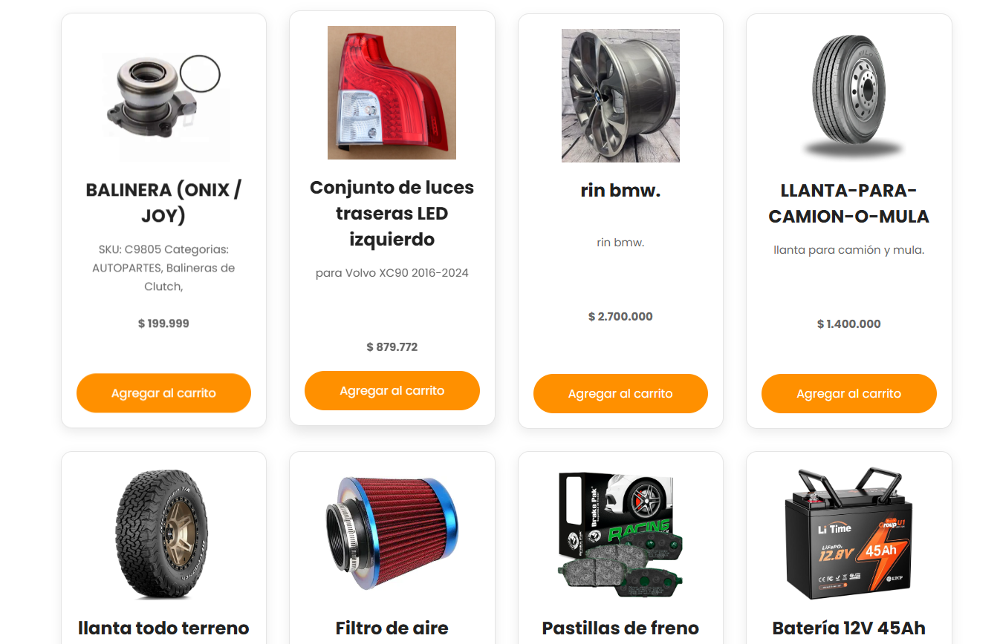 BALINERA (ONIX /
JOY)
SKU: C9805 Categorias:
AUTOPARTES, Balineras de
Clutch,
$ 199.999
Agregar al carrito
Conjunto de luces
traseras LED
izquierdo
para Volvo XC90 2016-2024
$ 879.772
Agregar al carrito
rin bmw.
rin bmw.
$ 2.700.000
Agregar al carrito
LLANTA-PARA-
CAMION-O-MULA
llanta para camión y mula.
$ 1.400.000
Agregar al carrito
llanta todo terreno
Filtro de aire
Brake Pak
RACING
Pastillas de freno
Li Time
Group U1
LiFePO₄
12.8V
45Ah
LTCP
Batería 12V 45Ah